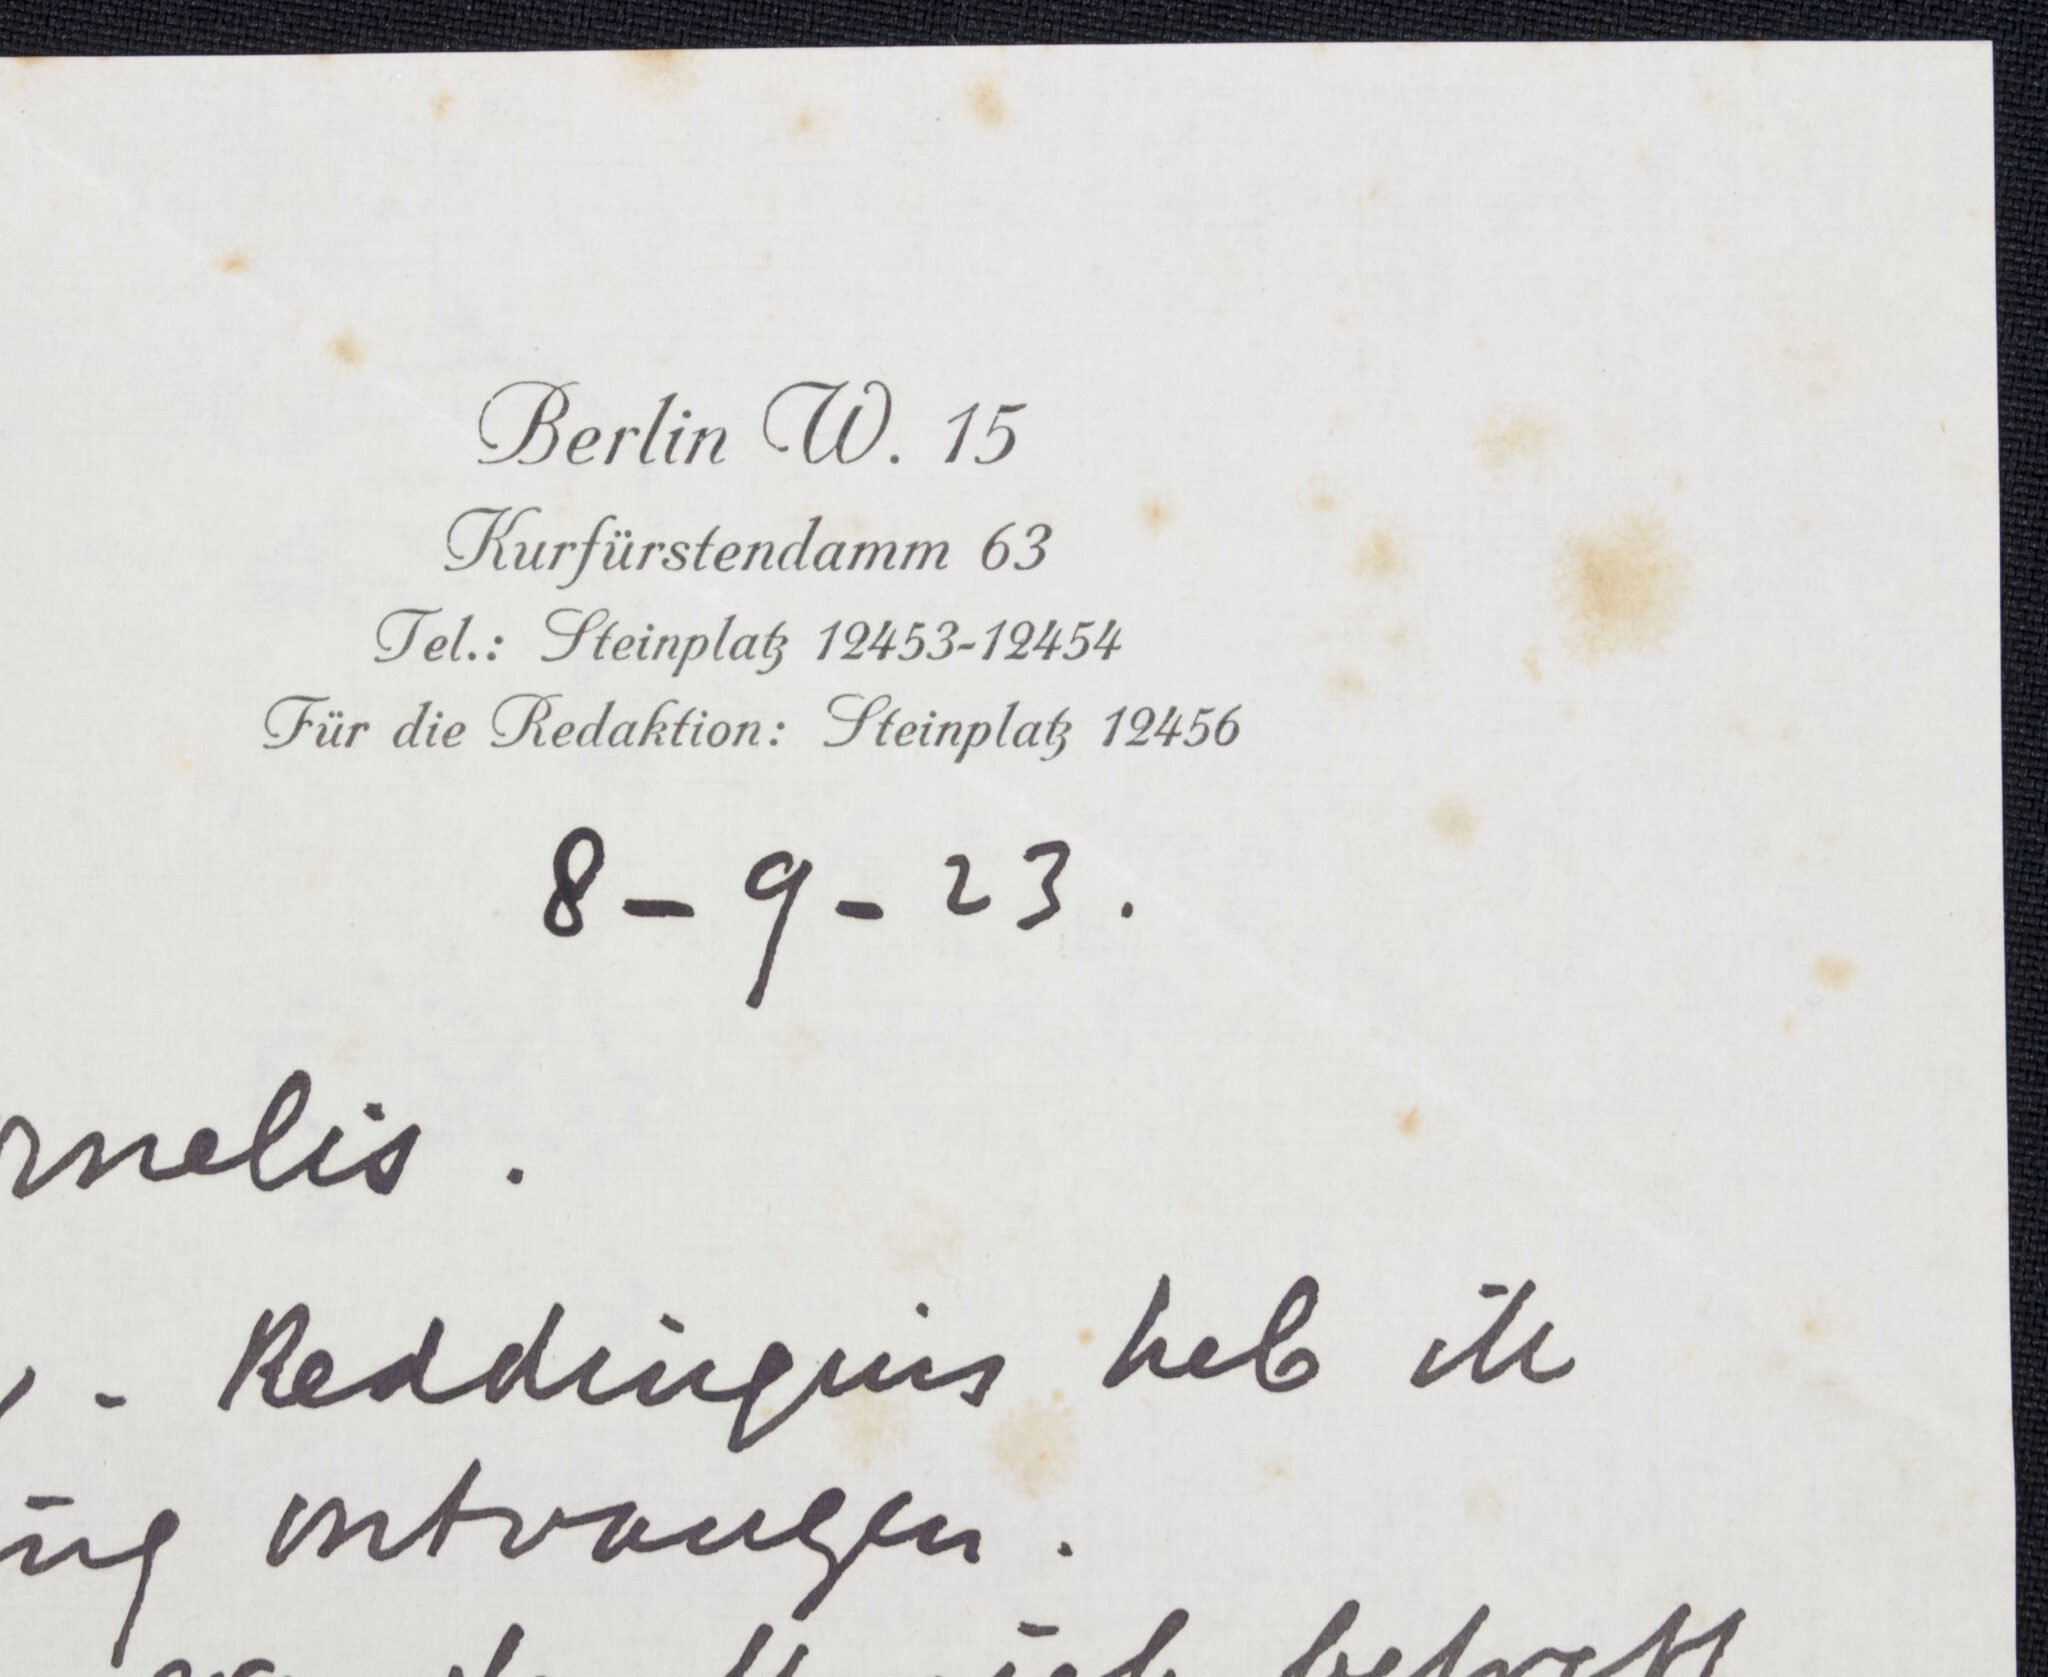 Berlin W. 15
Kurfürstendamm 63
Tel.: Steinplatz 12453-12454
Für die Redaktion: Steinplatz 12456
8-9-23.
rnelis.
- Reddingius heb ik
ng ontvangen.